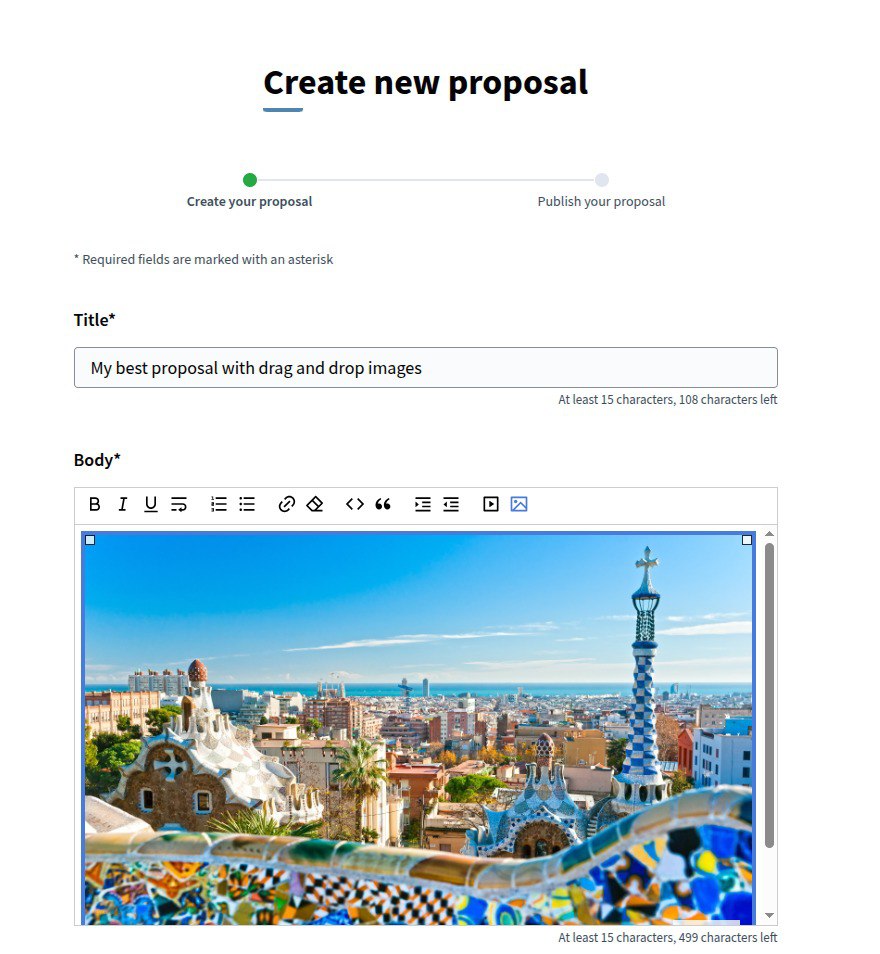 Create new proposal
Create your proposal
Publish your proposal
* Required fields are marked with an asterisk
Title*
My best proposal with drag and drop images
At least 15 characters, 108 characters left
Body*
At least 15 characters, 499 characters left